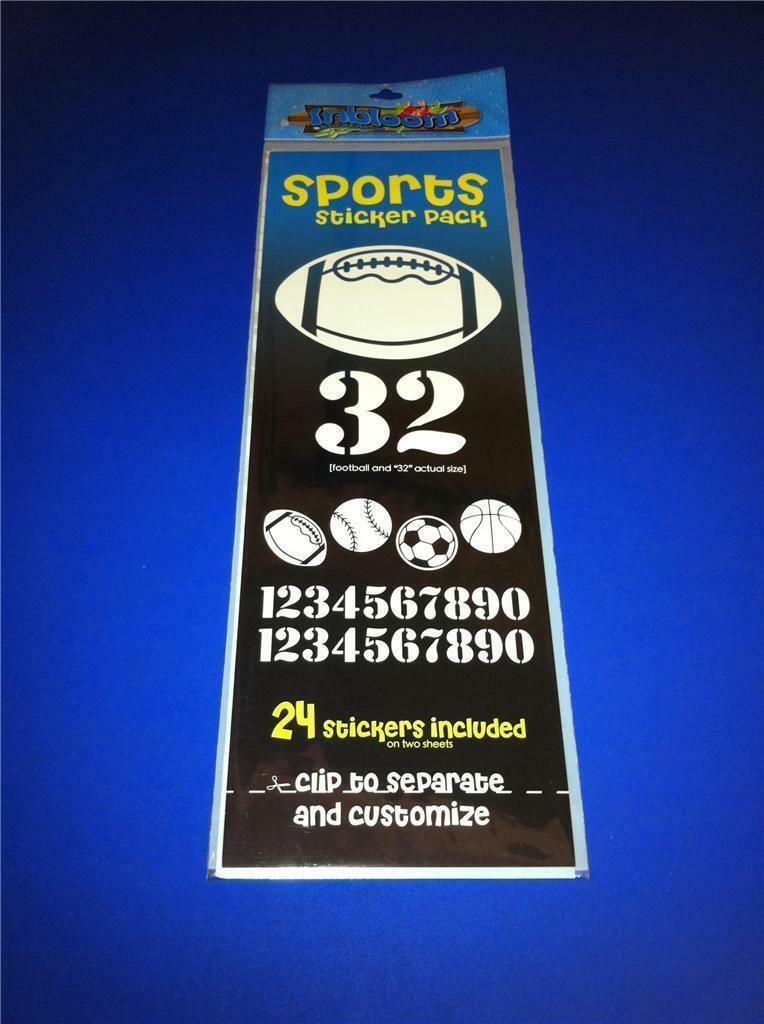 Inbloom
Sports
Sticker Pack
32
[football and "32" actual size]
1234567890
1234567890
24 stickers included
on two sheets
clip to separate
and customize